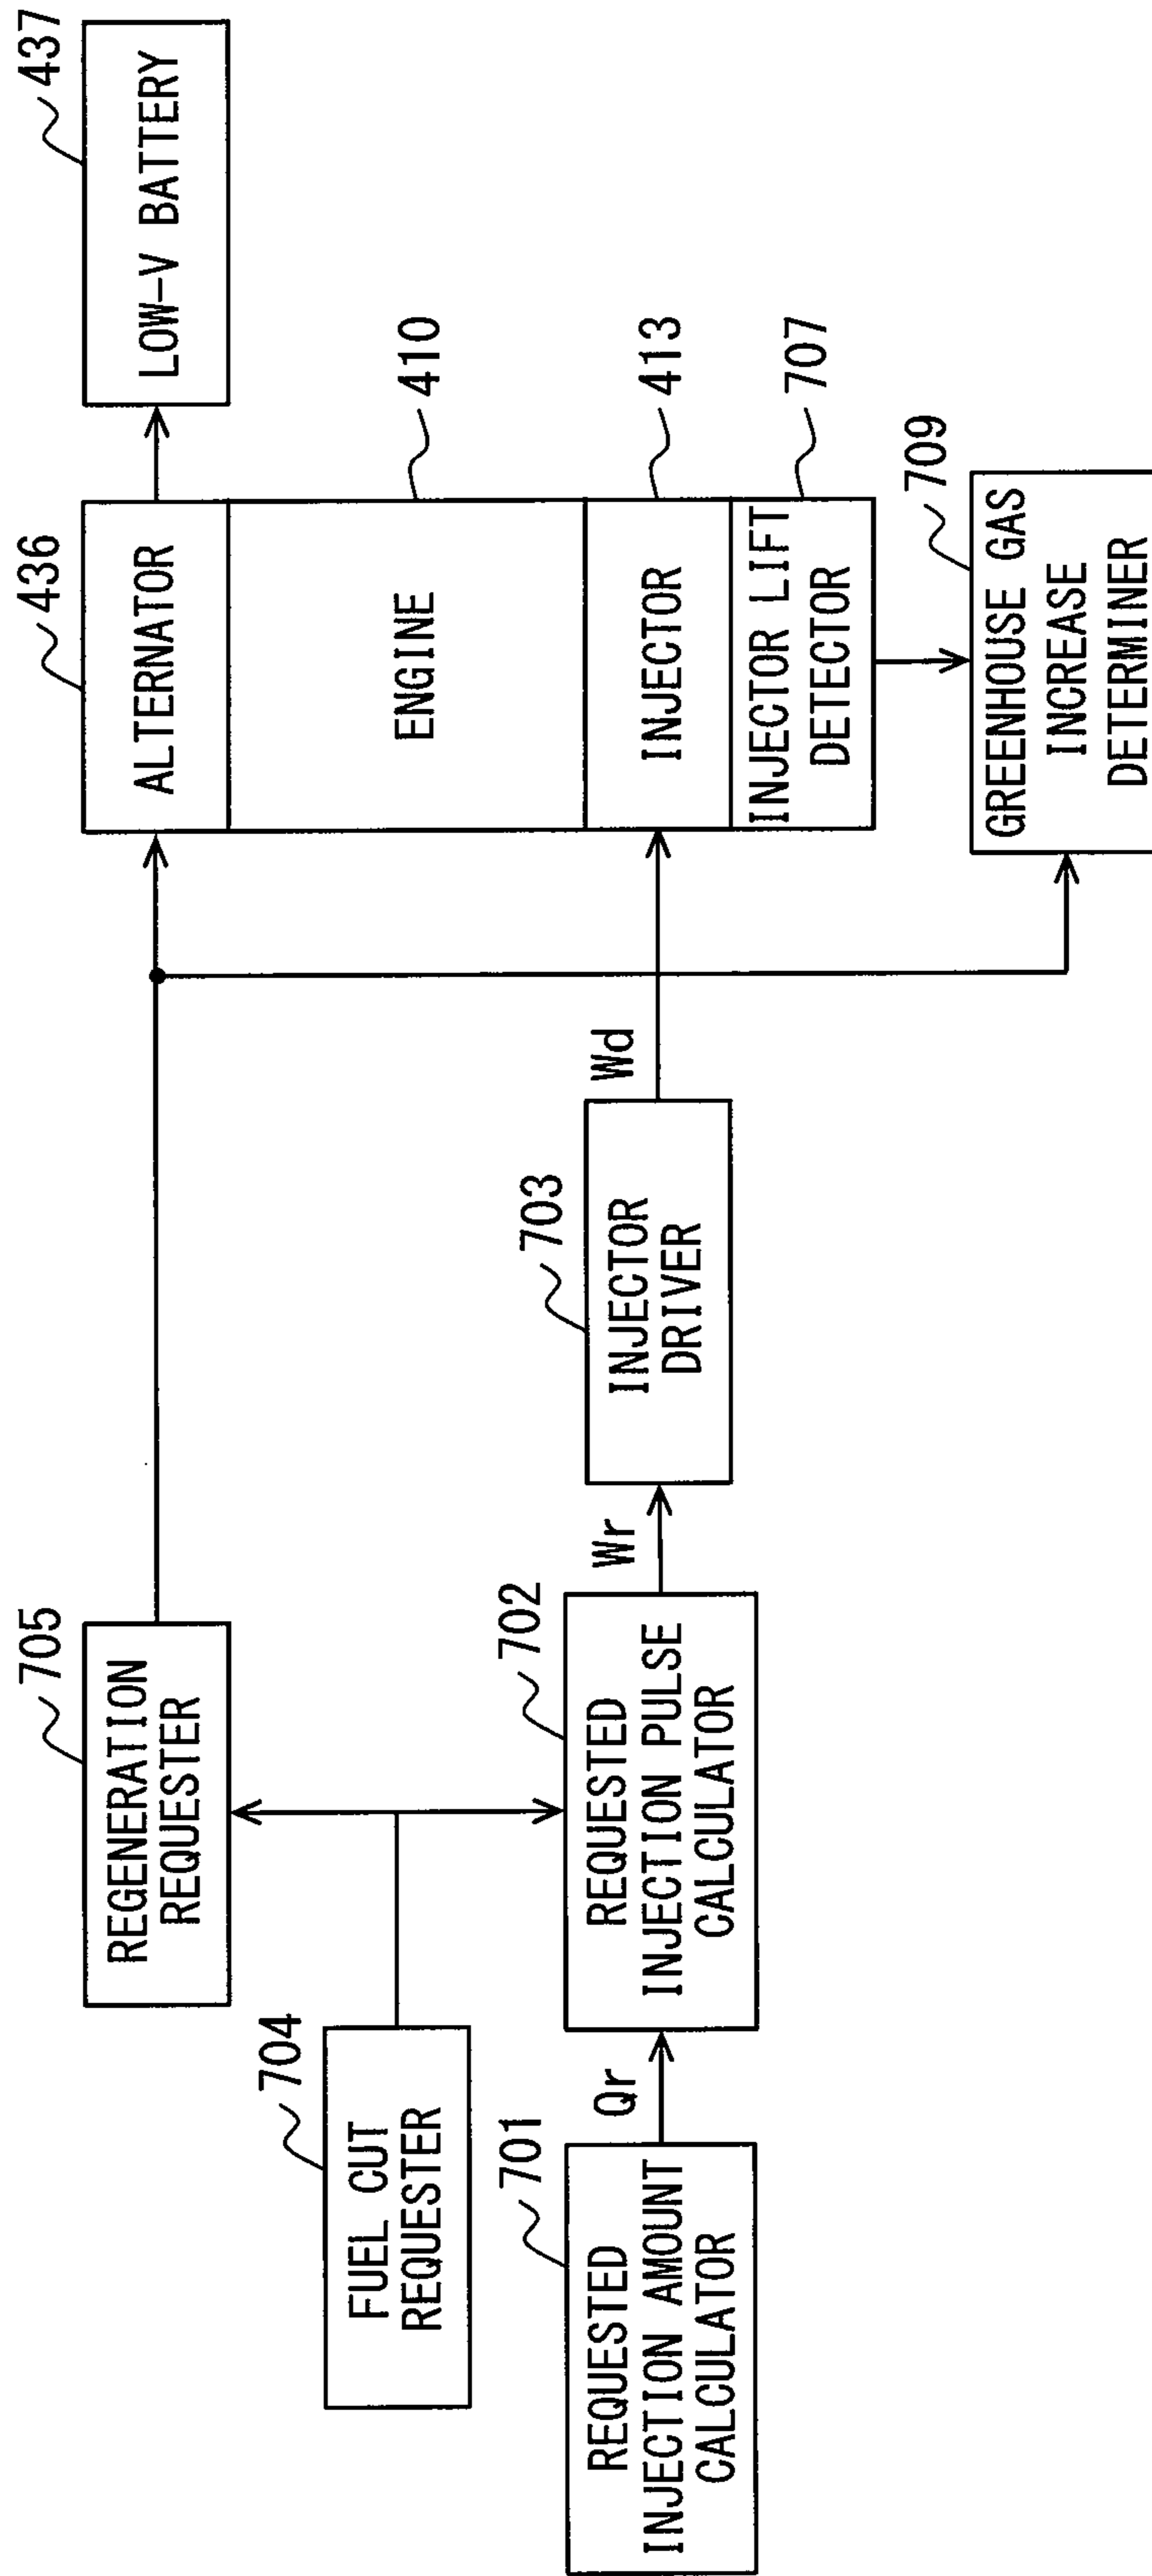 705
REGENERATION
REQUESTER
436
ALTERNATOR
437
LOW-V BATTERY
704
FUEL CUT
REQUESTER
410
ENGINE
701
REQUESTED
INJECTION AMOUNT
CALCULATOR
Qr
702
REQUESTED
INJECTION PULSE
CALCULATOR
Wr
703
INJECTOR
DRIVER
Wd
413
INJECTOR
707
INJECTOR LIFT
DETECTOR
709
GREENHOUSE GAS
INCREASE
DETERMINER